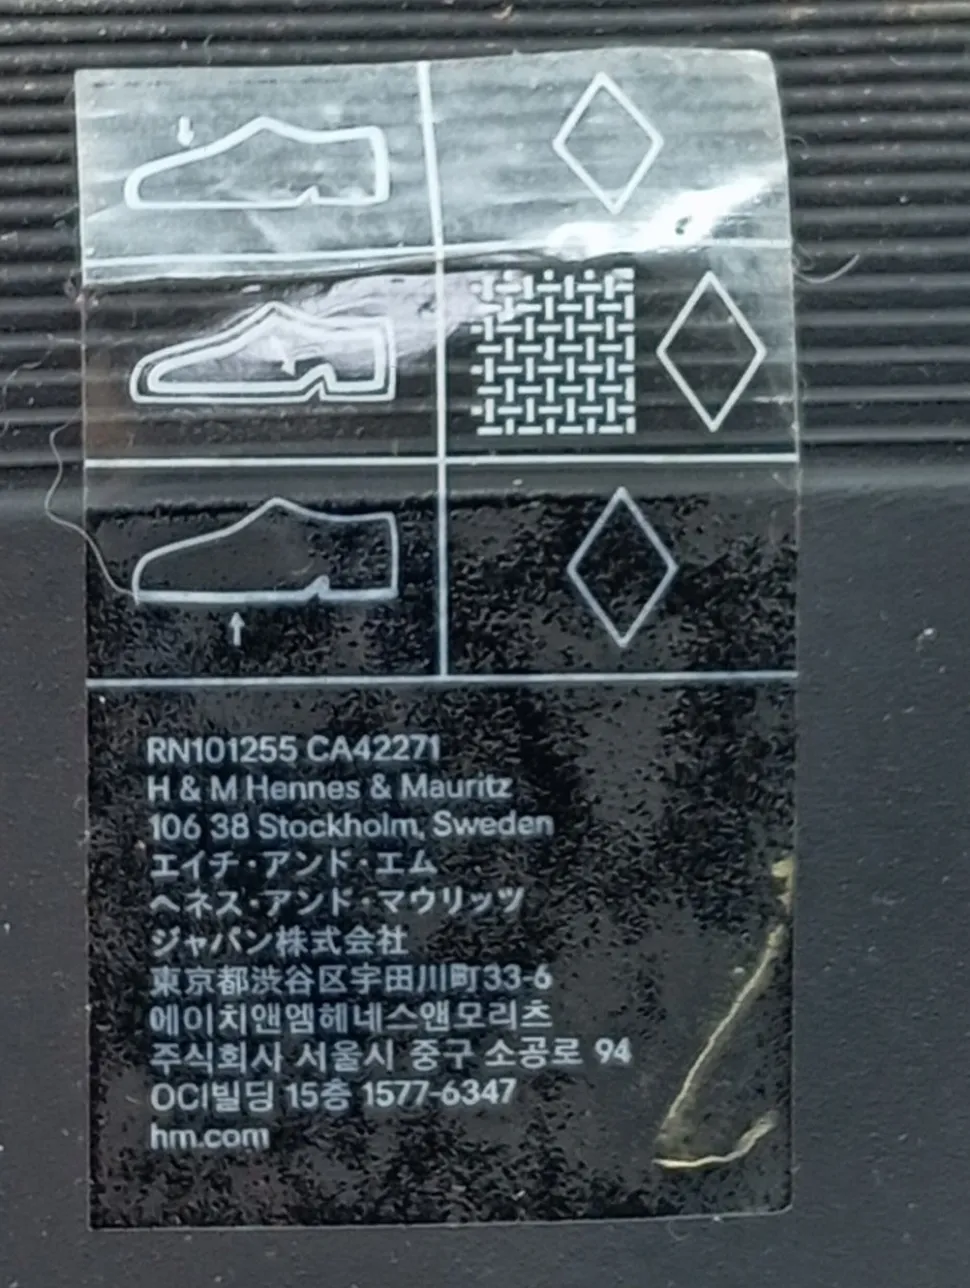 RN101255 CA42271
H & M Hennes & Mauritz
106 38 Stockholm, Sweden
エイチ・アンド・エム
ヘネス・アンド・マウリッツ
ジャパン株式会社
東京都渋谷区宇田川町33-6
에이치앤엠헤네스앤모리츠
주식회사 서울시 중구 소공로 94
OCI빌딩 15층 1577-6347
hm.com